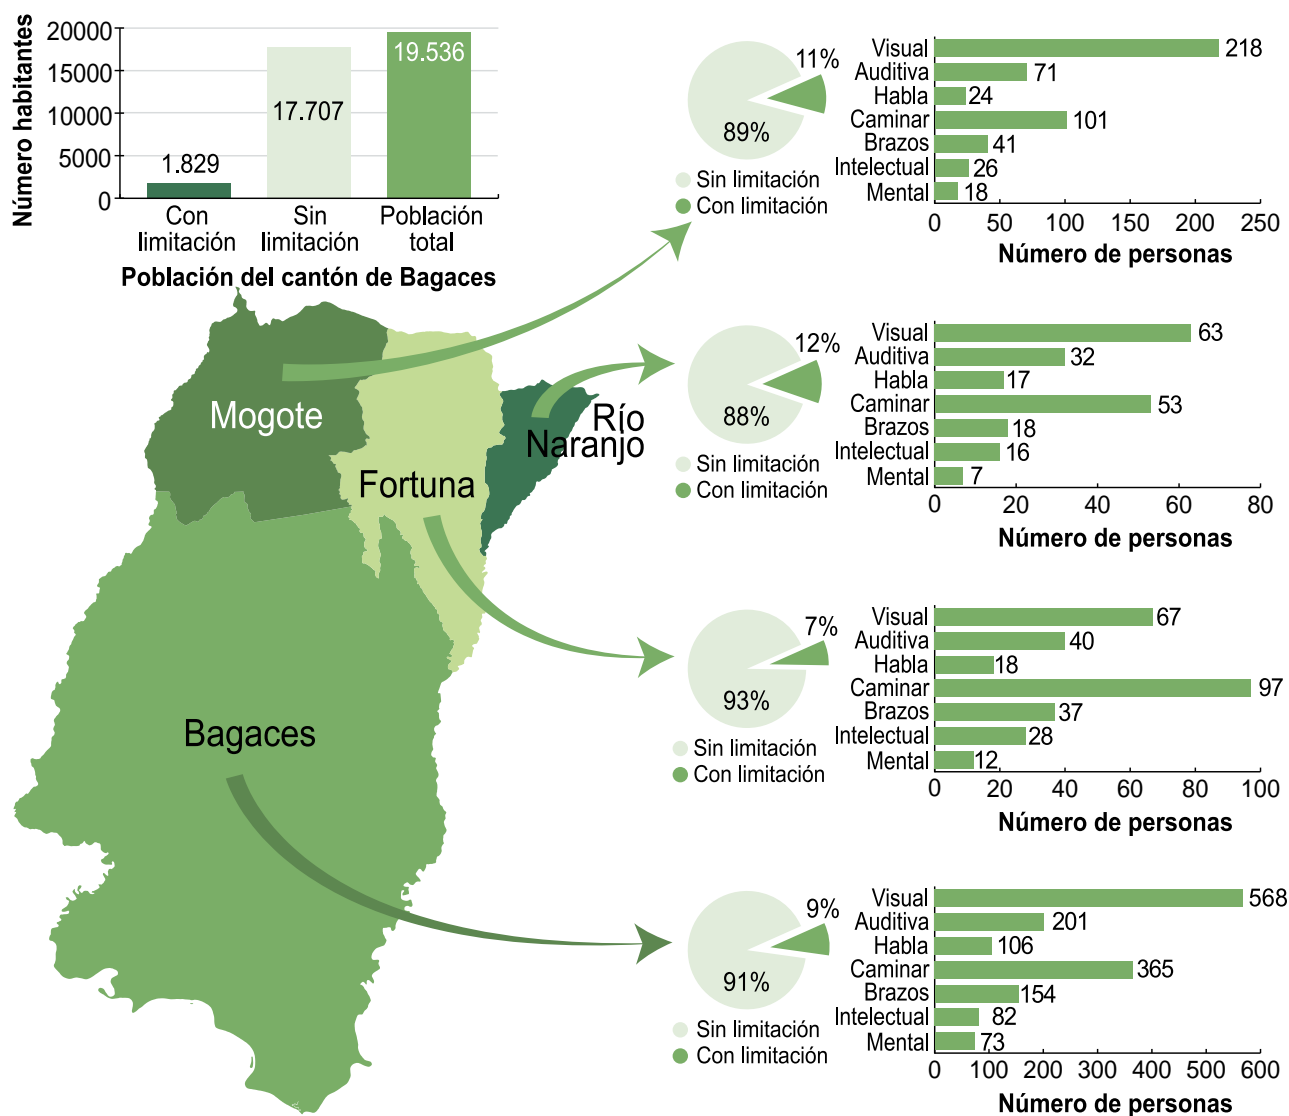 Número habitantes
20000
15000
10000
5000
0
1.829
17.707
19.536
Con
limitación
Sin
limitación
Población
total
Población del cantón de Bagaces
Mogote
Fortuna
Río
Naranjo
Bagaces
11%
89%
Sin limitación
Con limitación
Visual 218
Auditiva 71
Habla 24
Caminar 101
Brazos 41
Intelectual 26
Mental 18
0 50 100 150 200 250
Número de personas
12%
88%
Sin limitación
Con limitación
Visual 63
Auditiva 32
Habla 17
Caminar 53
Brazos 18
Intelectual 16
Mental 7
0 20 40 60 80
Número de personas
7%
93%
Sin limitación
Con limitación
Visual 67
Auditiva 40
Habla 18
Caminar 97
Brazos 37
Intelectual 28
Mental 12
0 20 40 60 80 100
Número de personas
9%
91%
Sin limitación
Con limitación
Visual 568
Auditiva 201
Habla 106
Caminar 365
Brazos 154
Intelectual 82
Mental 73
0 100 200 300 400 500 600
Número de personas